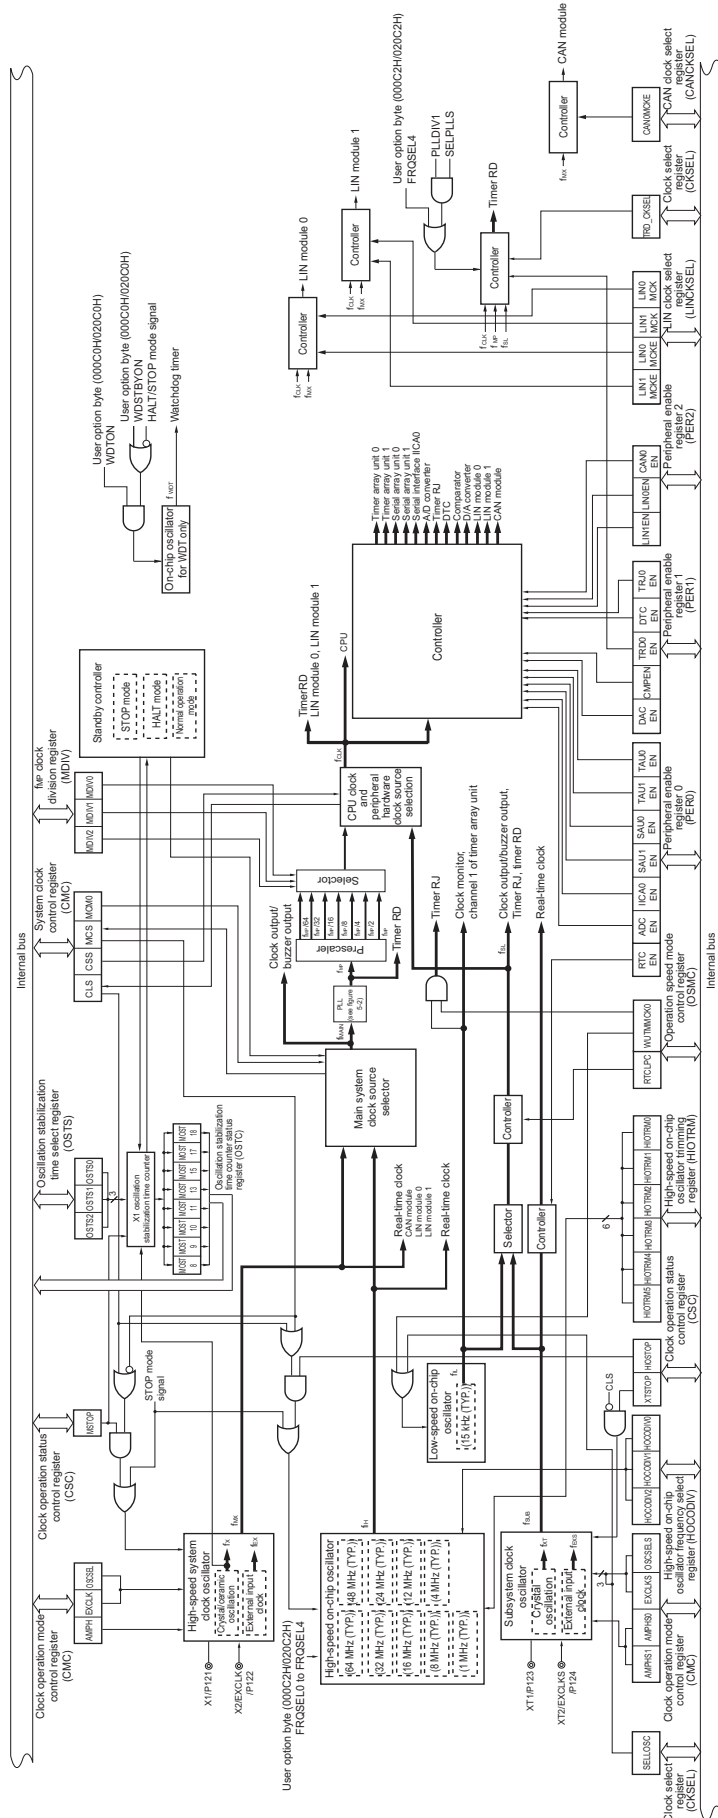 Internal bus
Clock operation mode
control register
(CMC)
AMPH
EXCLK
OSCSEL
Clock operation status
control register
(CSC)
MSTOP
Oscillation stabilization
time select register
(OSTS)
OSTS2
OSTS1
OSTS0
3
X1 oscillation
stabilization time counter
MOST
8
MOST
9
MOST
10
MOST
11
MOST
13
MOST
15
MOST
17
MOST
18
Oscillation stabilization
time counter status
register (OSTC)
System clock
control register
(CMC)
CLS
CSS
MCS
MCM0
fMP clock
division register
(MDIV)
MDIV2
MDIV1
MDIV0
Standby controller
STOP mode
HALT mode
Normal operation
mode
User option byte (000C0H/020C0H)
WDTON
User option byte (000C0H/020C0H)
WDSTBYON
HALT/STOP mode signal
On-chip oscillator
for WDT only
fWDT
Watchdog timer
STOP mode
signal
High-speed system
clock oscillator
Crystal/ceramic
oscillation
fX
External input
clock
fEX
X1/P121
X2/EXCLK
/P122
fMX
User option byte (000C2H/020C2H)
FRQSEL0 to FRQSEL4
High-speed on-chip oscillator
(64 MHz (TYP.))
(48 MHz (TYP.))
(32 MHz (TYP.))
(24 MHz (TYP.))
(16 MHz (TYP.))
(12 MHz (TYP.))
(8 MHz (TYP.))
(4 MHz (TYP.))
(1 MHz (TYP.))
fIH
Real-time clock
CAN module
LIN module 0
LIN module 1
Real-time clock
Main system
clock source
selector
fMAIN
Clock output/
buzzer output
PLL
(see figure
5-2)
fMP
Timer RD
Prescaler
fMP/64
fMP/32
fMP/16
fMP/8
fMP/4
fMP/2
fMP
Selector
CPU clock
and
peripheral
hardware
clock source
selection
fCLK
TimerRD
LIN module 0, LIN module 1
CPU
Controller
Timer array unit 0
Timer array unit 1
Serial array unit 0
Serial array unit 1
Serial interface IICA0
A/D converter
Timer RJ
DTC
Comparator
D/A converter
LIN module 0
LIN module 1
CAN module
fCLK
fMX
Controller
LIN module 0
fCLK
fMX
Controller
LIN module 1
User option byte (000C2H/020C2H)
FRQSEL4
PLLDIV1
SELPLLS
fCLK
fMP
fSL
Controller
Timer RD
fMX
Controller
CAN module
Low-speed on-chip
oscillator
(15 kHz (TYP.))
fIL
Timer RJ
Clock monitor,
channel 1 of timer array unit
Selector
Controller
fSL
Clock output/buzzer output,
Timer RJ, timer RD
Controller
Real-time clock
Subsystem clock
oscillator
Crystal
oscillation
fXT
External input
clock
fEXS
XT1/P123
XT2/EXCLKS
/P124
fSUB
CLS
3
6
SELLOSC
Clock select
register
(CKSEL)
AMPHS1
AMPHS0
EXCLKS
OSCSELS
Clock operation mode
control register
(CMC)
HOCODIV2
HOCODIV1
HOCODIV0
High-speed on-chip
oscillator frequency select
register (HOCODIV)
XTSTOP
HIOSTOP
Clock operation status
control register
(CSC)
HIOTRM5
HIOTRM4
HIOTRM3
HIOTRM2
HIOTRM1
HIOTRM0
High-speed on-chip
oscillator trimming
register (HIOTRM)
RTCLPC
WUTMMCK0
Operation speed mode
control register
(OSMC)
RTC
EN
ADC
EN
IICA0
EN
SAU1
EN
SAU0
EN
TAU1
EN
TAU0
EN
Peripheral enable
register 0
(PER0)
DAC
EN
CMPEN
TRD0
EN
DTC
EN
TRJ0
EN
Peripheral enable
register 1
(PER1)
LIN1EN
LIN0EN
CAN0
EN
Peripheral enable
register 2
(PER2)
LIN1
MCKE
LIN0
MCKE
LIN1
MCK
LIN0
MCK
LIN clock select
register
(LINCKSEL)
TRD_CKSEL
Clock select
register
(CKSEL)
CAN0MCKE
CAN clock select
register
(CANCKSEL)
Internal bus